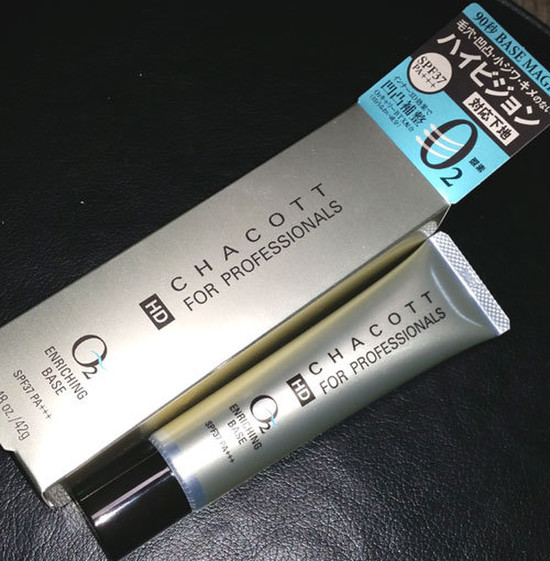 90秒 BASE MAG
毛穴・凹凸・小ジワ・キメのない
ハイビジョン
対応下地
SPF37
PA+++
凹凸補整
O2
酸素
HD CHACOTT
FOR PROFESSIONALS
O2
ENRICHING
BASE
SPF37 PA+++
48 oz./42g
HD CHACOTT
FOR PROFESSIONALS
O2
ENRICHING
BASE
SPF37 PA+++